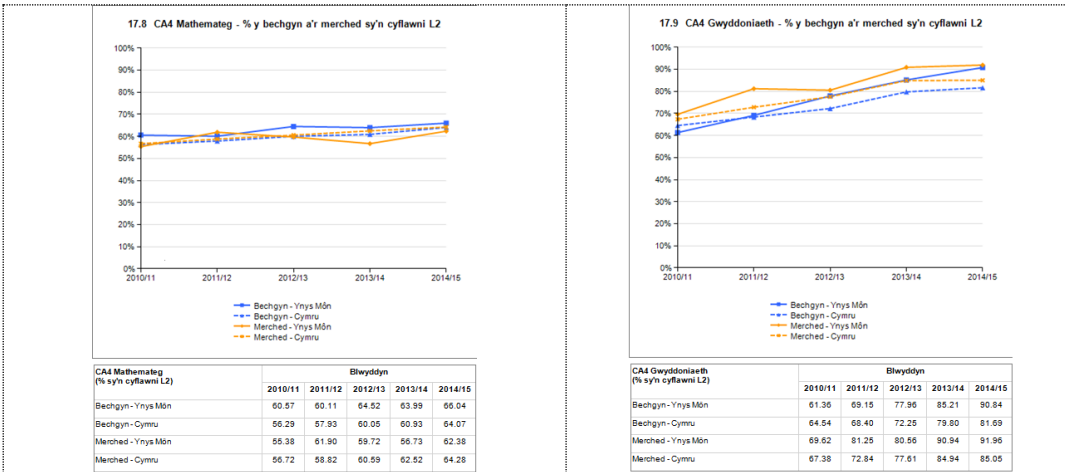 17.8 CA4 Mathemateg - % y bechgyn a'r merched sy'n cyflawni L2
100%
90%
80%
70%
60%
50%
40%
30%
20%
10%
0%
2010/11 2011/12 2012/13 2013/14 2014/15
Bechgyn - Ynys Môn
Bechgyn - Cymru
Merched - Ynys Môn
Merched - Cymru
CA4 Mathemateg
(% sy'n cyflawni L2)
Blwyddyn
2010/11 2011/12 2012/13 2013/14 2014/15
Bechgyn - Ynys Môn 60.57 60.11 64.52 63.99 66.04
Bechgyn - Cymru 56.29 57.93 60.05 60.93 64.07
Merched - Ynys Môn 55.38 61.90 59.72 56.73 62.38
Merched - Cymru 56.72 58.82 60.59 62.52 64.28
17.9 CA4 Gwyddoniaeth - % y bechgyn a'r merched sy'n cyflawni L2
100%
90%
80%
70%
60%
50%
40%
30%
20%
10%
0%
2010/11 2011/12 2012/13 2013/14 2014/15
Bechgyn - Ynys Môn
Bechgyn - Cymru
Merched - Ynys Môn
Merched - Cymru
CA4 Gwyddoniaeth
(% sy'n cyflawni L2)
Blwyddyn
2010/11 2011/12 2012/13 2013/14 2014/15
Bechgyn - Ynys Môn 61.36 69.15 77.96 85.21 90.84
Bechgyn - Cymru 64.54 68.40 72.25 79.80 81.69
Merched - Ynys Môn 69.62 81.25 80.56 90.94 91.96
Merched - Cymru 67.38 72.84 77.61 84.94 85.05